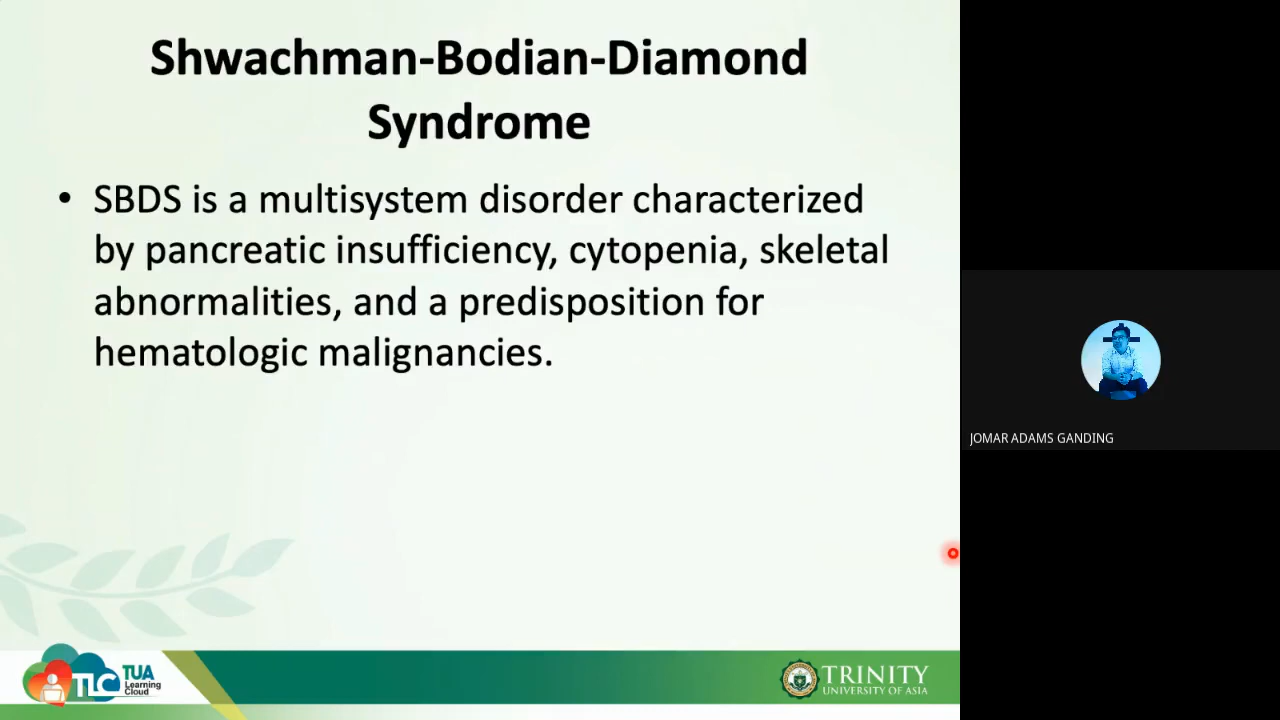 Shwachman-Bodian-Diamond
Syndrome
• SBDS is a multisystem disorder characterized
by pancreatic insufficiency, cytopenia, skeletal
abnormalities, and a predisposition for
hematologic malignancies.
JOMAR ADAMS GANDING
TLC
TUA
Learning
Cloud
TRINITY
UNIVERSITY OF ASIA